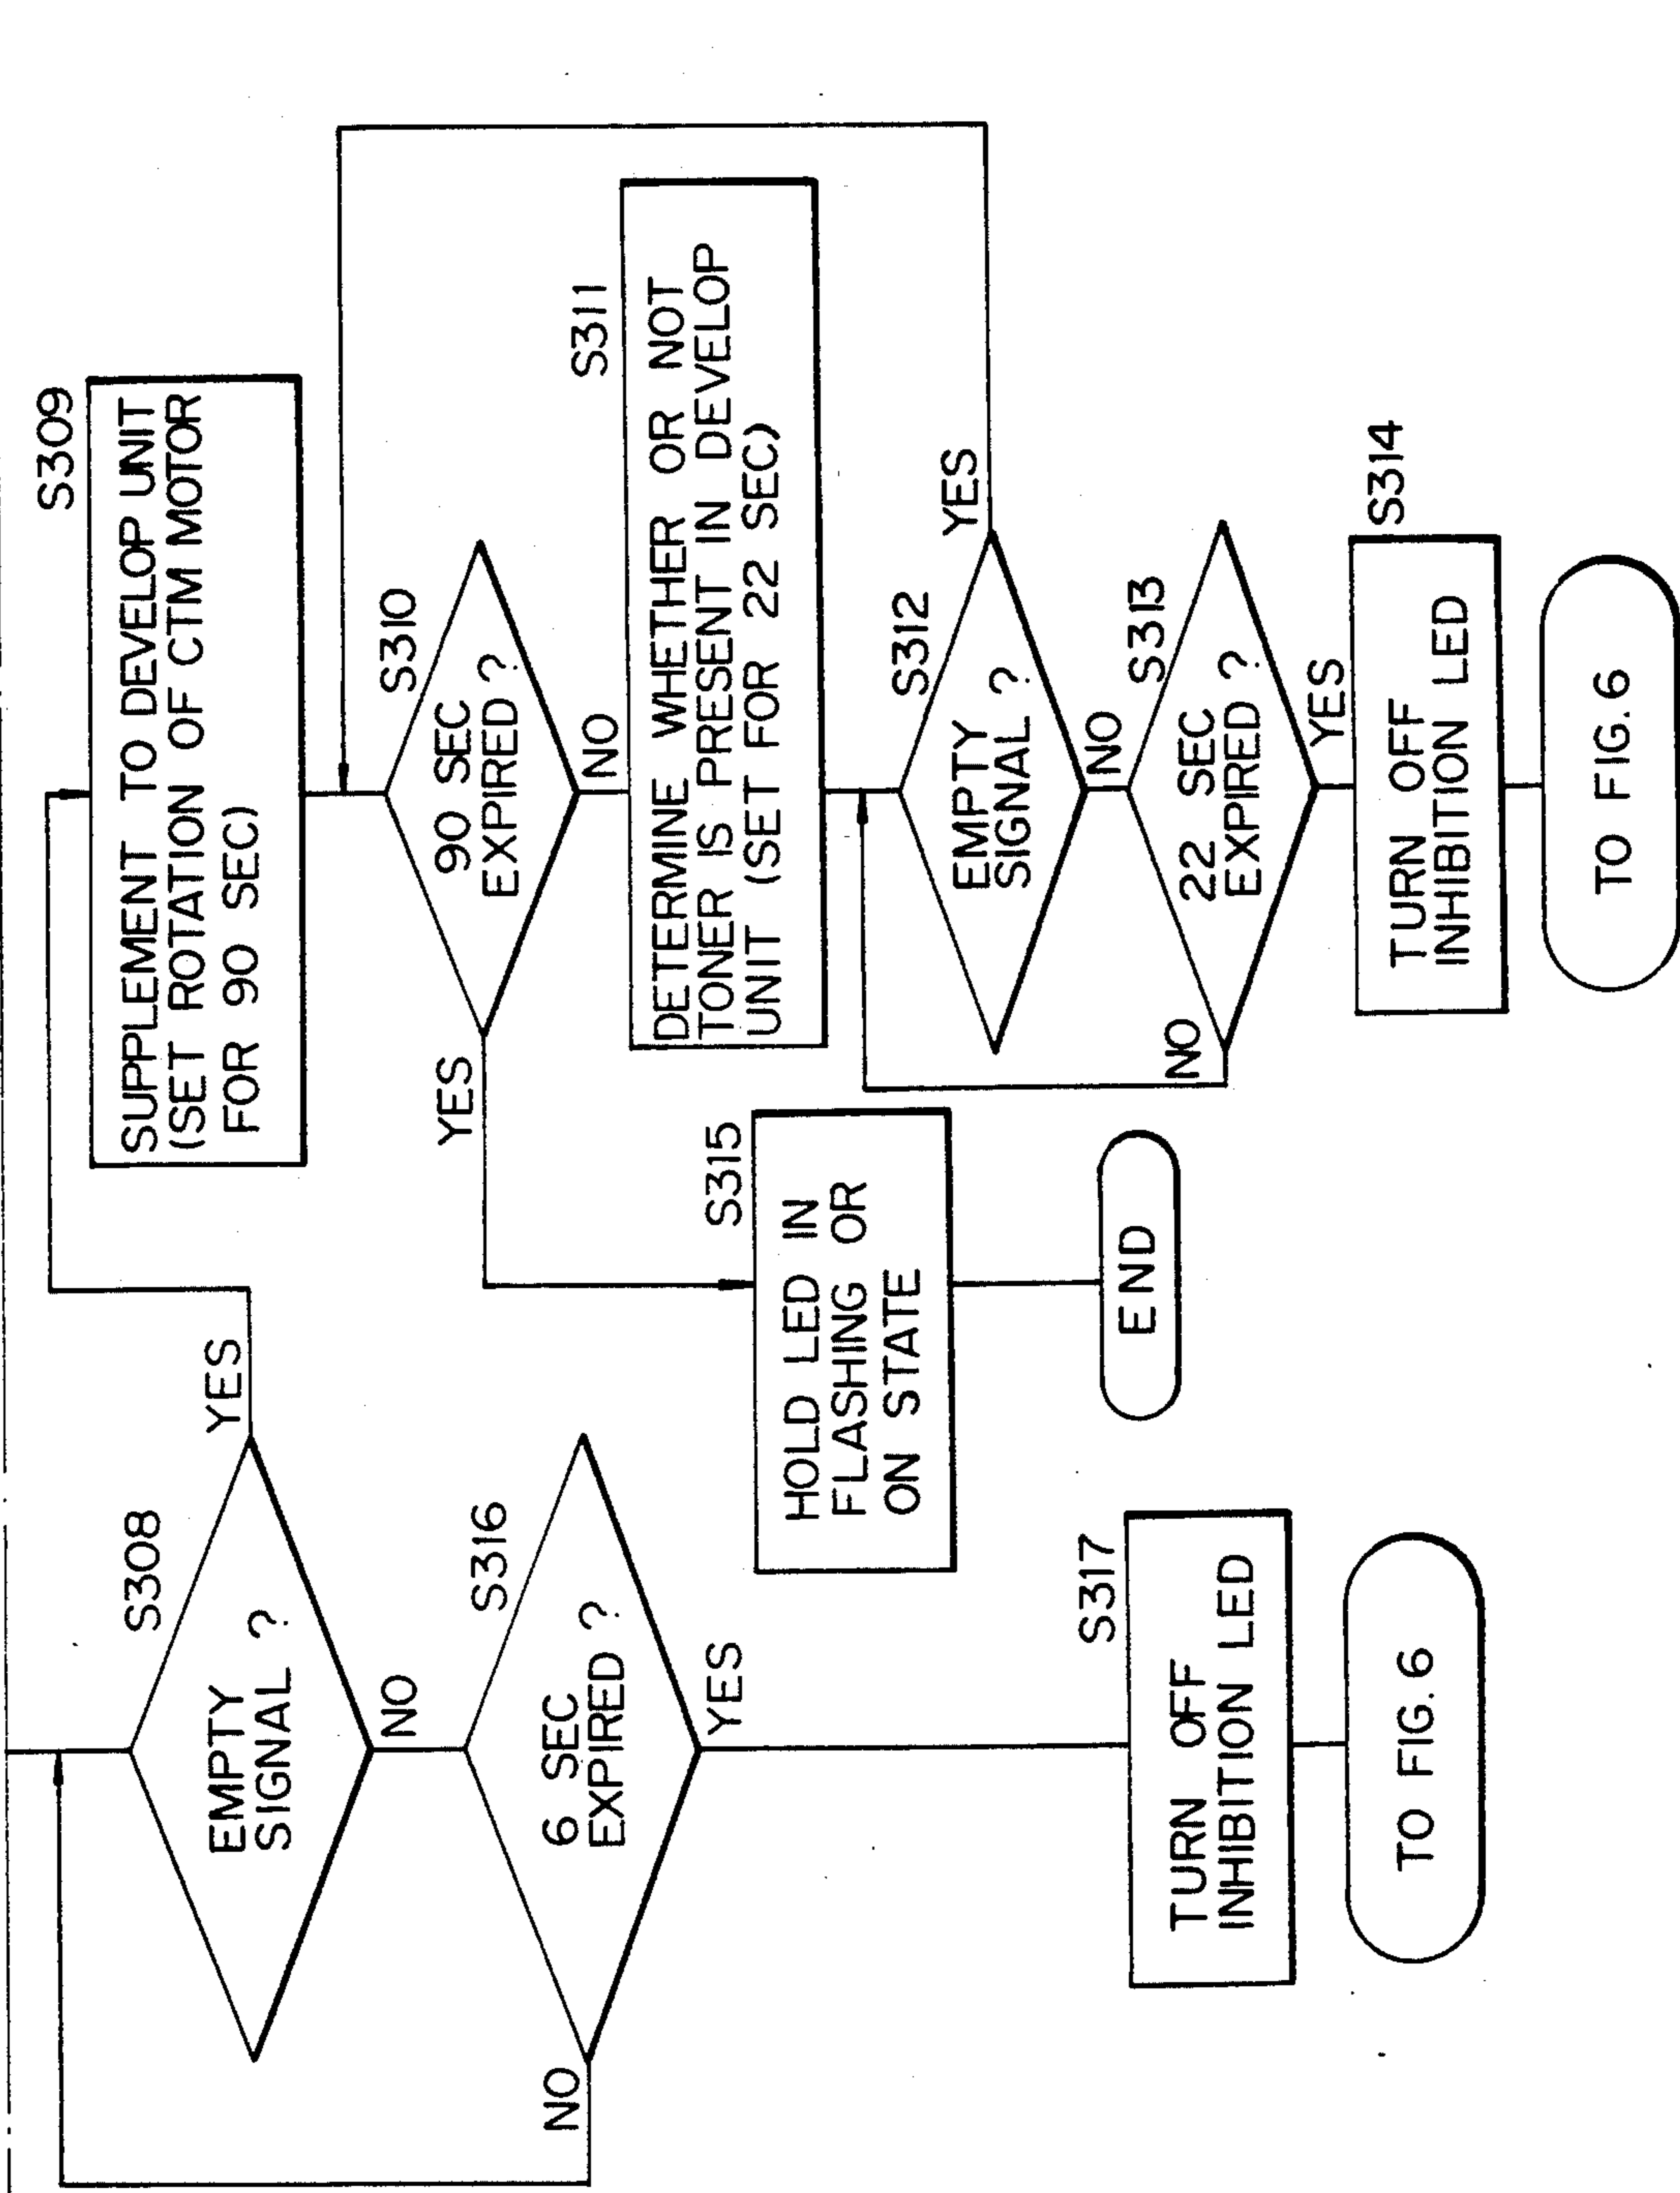 S308
EMPTY
SIGNAL ?
YES
NO
S316
6 SEC
EXPIRED ?
NO
YES
S317
TURN OFF
INHIBITION LED
TO FIG. 6
S309
SUPPLEMENT TO DEVELOP UNIT
(SET ROTATION OF CTM MOTOR
FOR 90 SEC)
S310
90 SEC
EXPIRED ?
YES
NO
S315
HOLD LED IN
FLASHING OR
ON STATE
END
S311
DETERMINE WHETHER OR NOT
TONER IS PRESENT IN DEVELOP
UNIT (SET FOR 22 SEC)
S312
EMPTY
SIGNAL ?
YES
NO
S313
22 SEC
EXPIRED ?
NO
YES
S314
TURN OFF
INHIBITION LED
TO FIG. 6